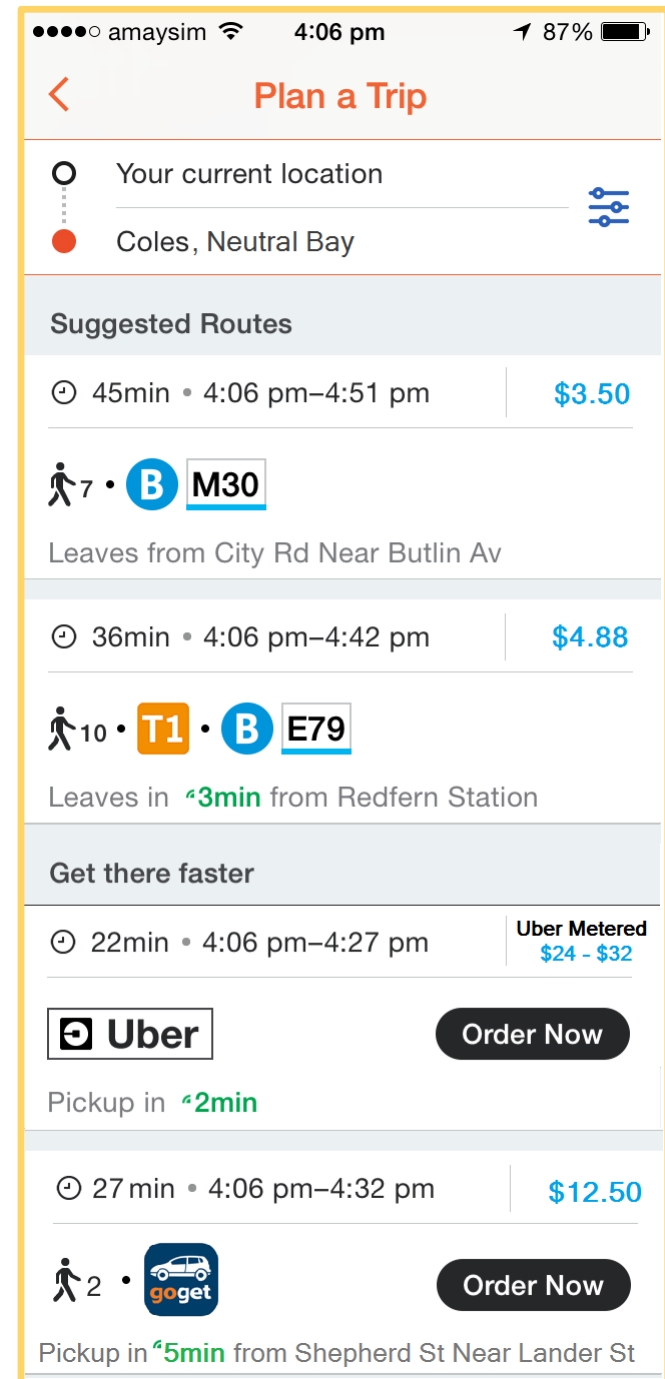 amaysim 4:06 pm 87%
Plan a Trip
Your current location
Coles, Neutral Bay
Suggested Routes
45min • 4:06 pm–4:51 pm $3.50
7 • B M30
Leaves from City Rd Near Butlin Av
36min • 4:06 pm–4:42 pm $4.88
10 • T1 • B E79
Leaves in 3min from Redfern Station
Get there faster
22min • 4:06 pm–4:27 pm Uber Metered
$24 - $32
Uber Order Now
Pickup in 2min
27 min • 4:06 pm–4:32 pm $12.50
2 • goget Order Now
Pickup in 5min from Shepherd St Near Lander St